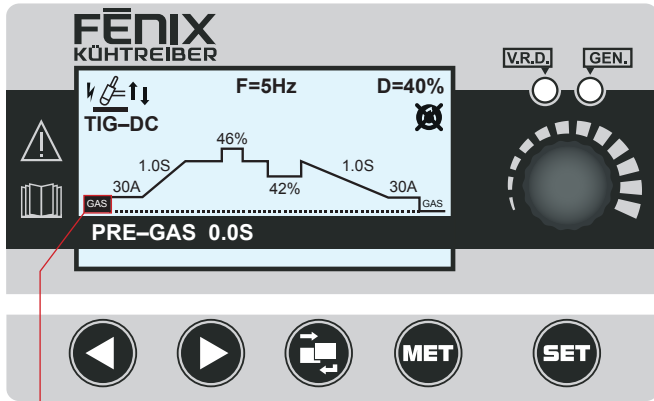 FĒNIX
KÜHTREIBER
V.R.D.
GEN.
F=5Hz
D=40%
TIG–DC
46%
1.0S
1.0S
30A
42%
30A
GAS
GAS
PRE–GAS 0.0S
MET
SET